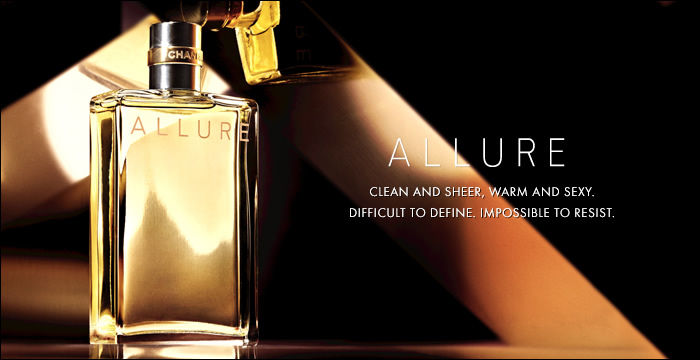 CHAN
ALLURE
ALLURE
CLEAN AND SHEER, WARM AND SEXY.
DIFFICULT TO DEFINE. IMPOSSIBLE TO RESIST.